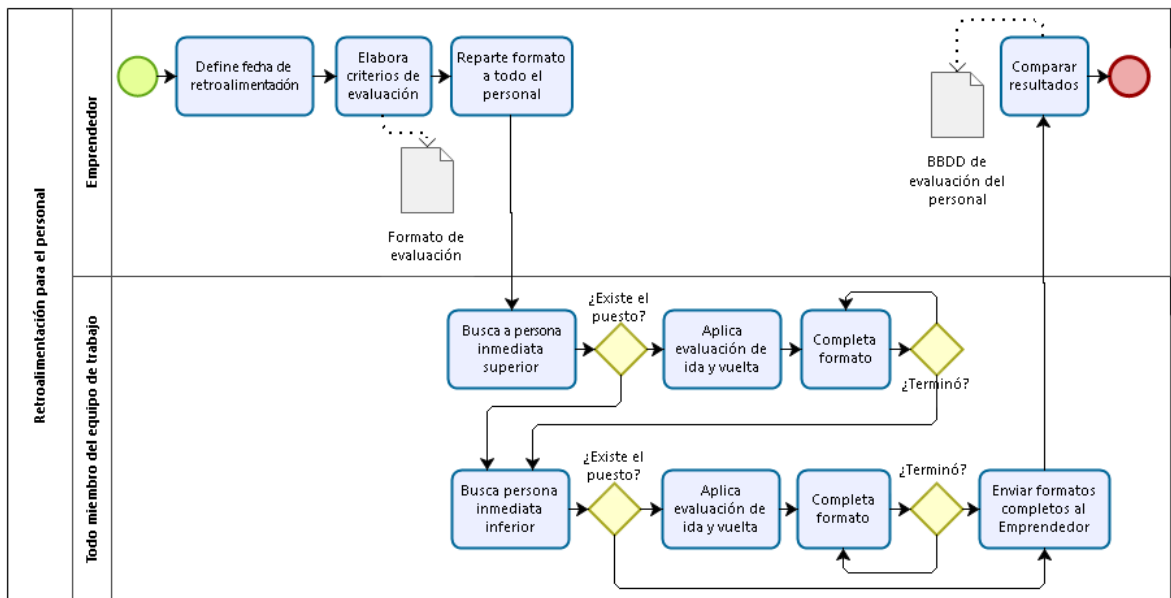 Retroalimentación para el personal
Emprendedor
Define fecha de
retroalimentación
Elabora
criterios de
evaluación
Reparte formato
a todo el
personal
Formato de
evaluación
BBDD de
evaluación del
personal
Comparar
resultados
Todo miembro del equipo de trabajo
Busca a persona
inmediata
superior
¿Existe el
puesto?
Aplica
evaluación de
ida y vuelta
Completa
formato
¿Terminó?
Busca persona
inmediata
inferior
¿Existe el
puesto?
Aplica
evaluación de
ida y vuelta
Completa
formato
¿Terminó?
Enviar formatos
completos al
Emprendedor